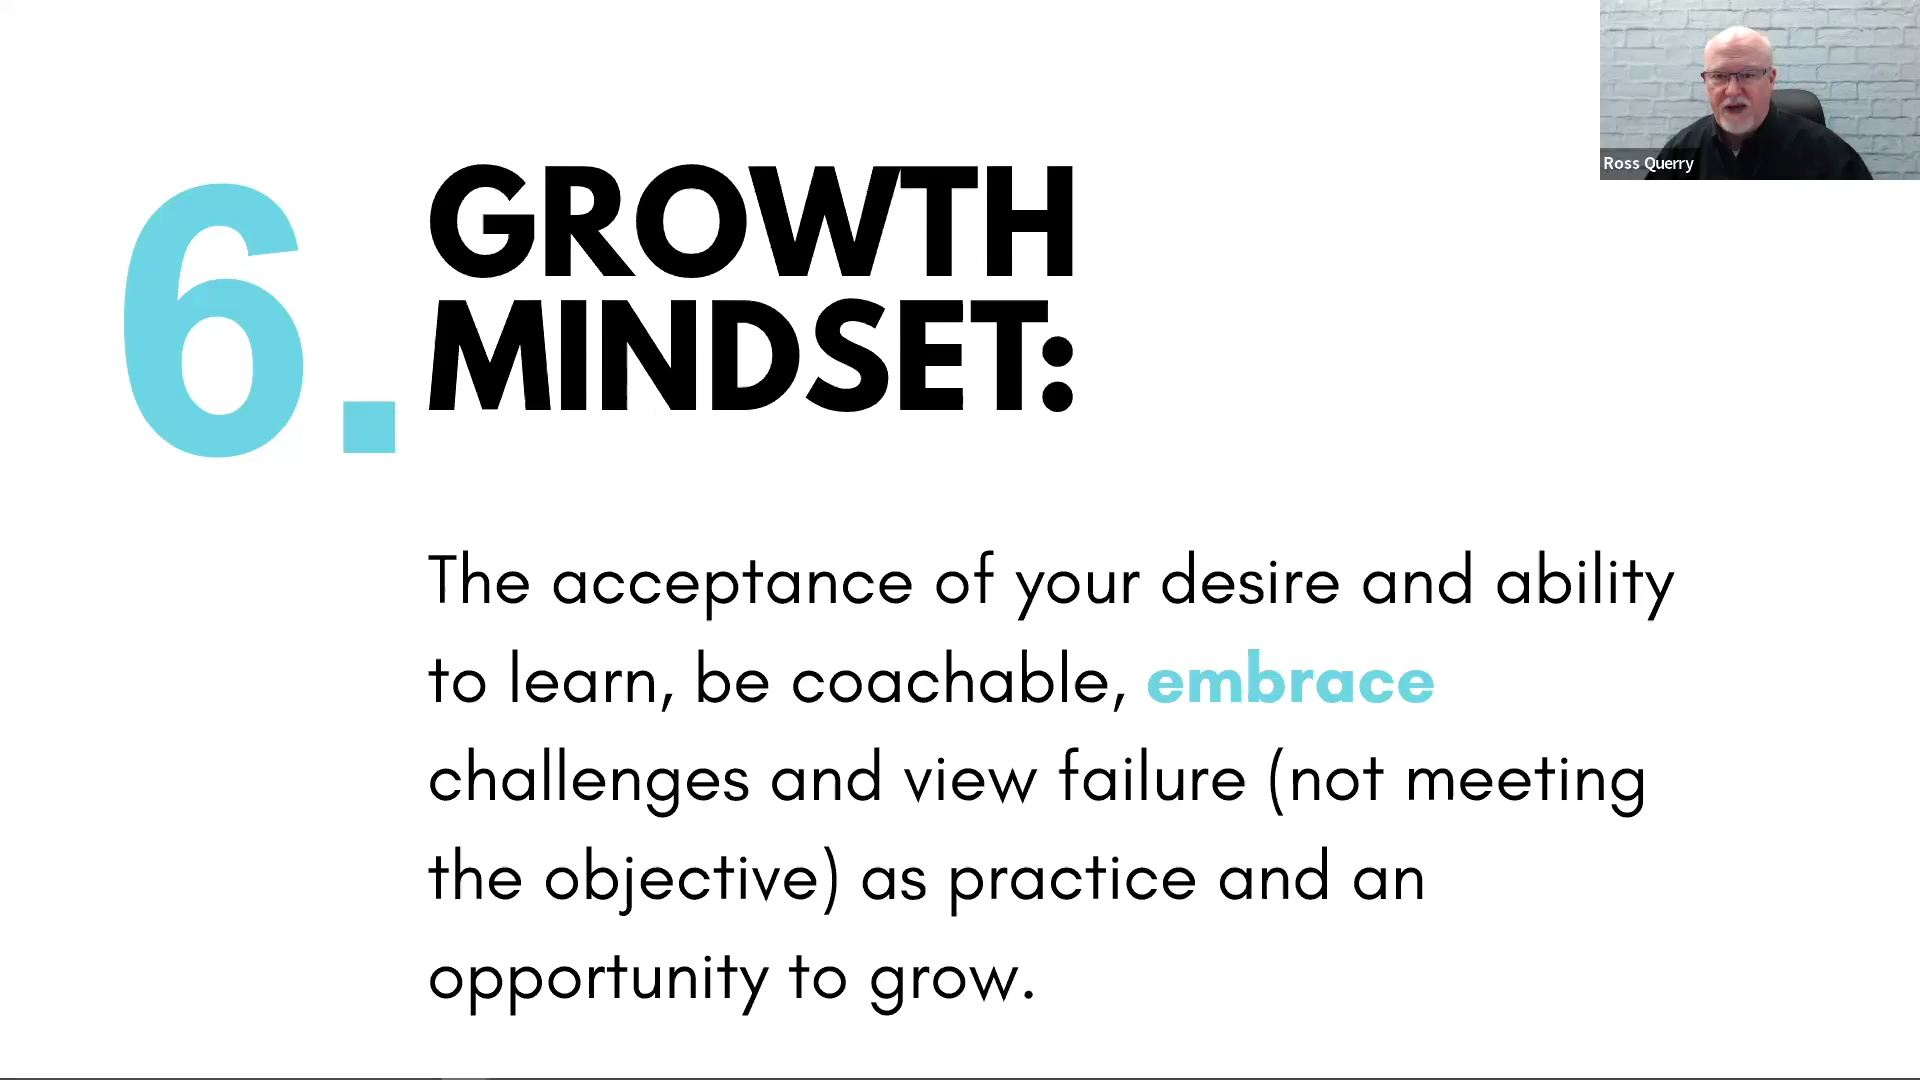 6.
GROWTH
MINDSET:
The acceptance of your desire and ability
to learn, be coachable, embrace
challenges and view failure (not meeting
the objective) as practice and an
opportunity to grow.
Ross Querry